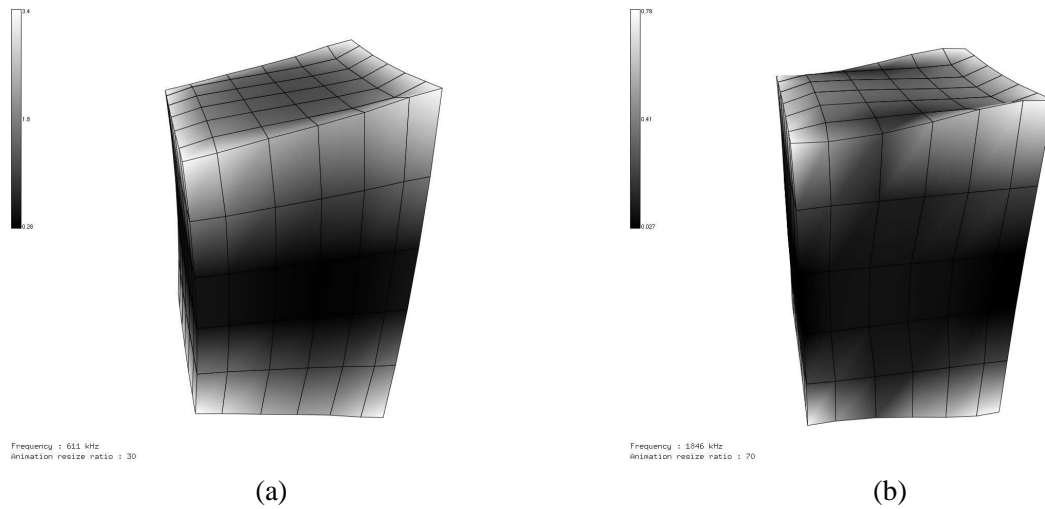 3.4
1.8
0.28
Frequency : 611 kHz
Animation resize ratio : 30
(a)
0.79
0.41
0.027
Frequency : 1846 kHz
Animation resize ratio : 70
(b)